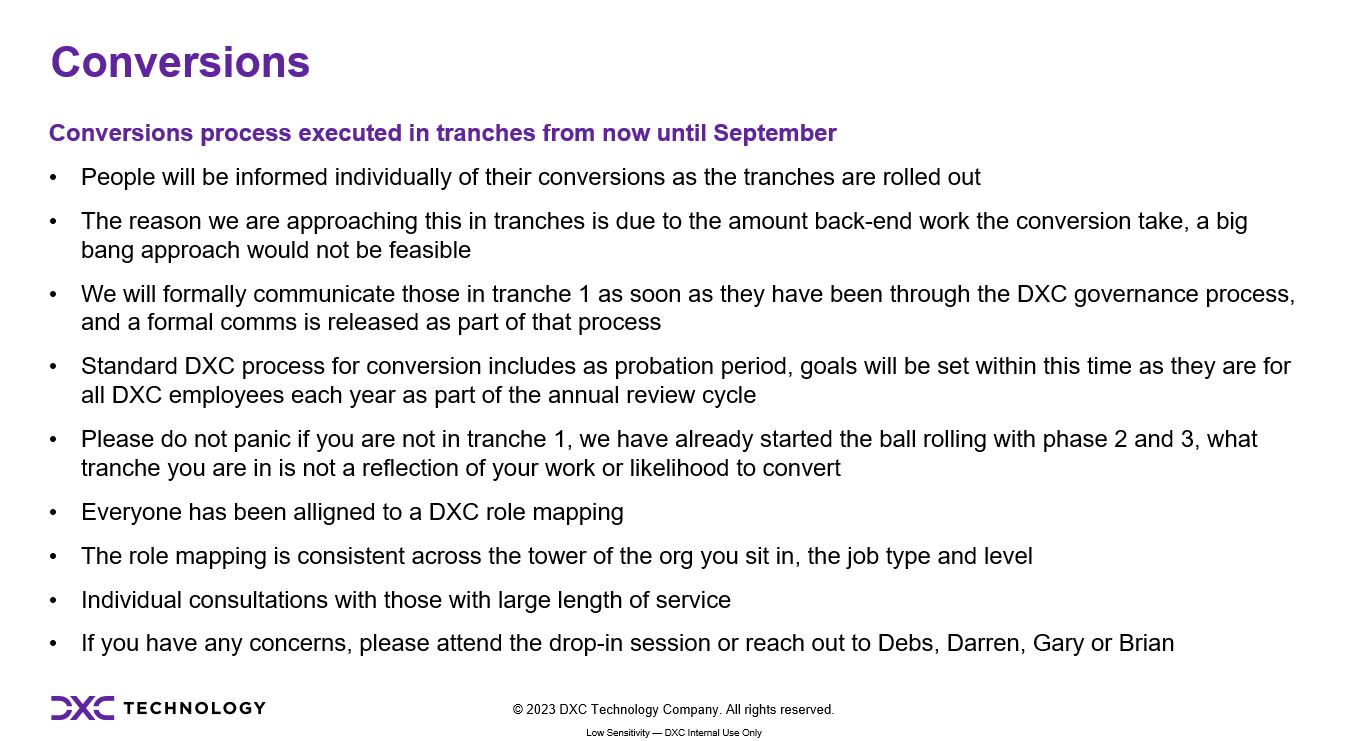 Conversions
Conversions process executed in tranches from now until September
• People will be informed individually of their conversions as the tranches are rolled out
• The reason we are approaching this in tranches is due to the amount back-end work the conversion take, a big
bang approach would not be feasible
• We will formally communicate those in tranche 1 as soon as they have been through the DXC governance process,
and a formal comms is released as part of that process
• Standard DXC process for conversion includes as probation period, goals will be set within this time as they are for
all DXC employees each year as part of the annual review cycle
• Please do not panic if you are not in tranche 1, we have already started the ball rolling with phase 2 and 3, what
tranche you are in is not a reflection of your work or likelihood to convert
• Everyone has been alligned to a DXC role mapping
• The role mapping is consistent across the tower of the org you sit in, the job type and level
• Individual consultations with those with large length of service
• If you have any concerns, please attend the drop-in session or reach out to Debs, Darren, Gary or Brian
DXC TECHNOLOGY
© 2023 DXC Technology Company. All rights reserved.
Low Sensitivity — DXC Internal Use Only